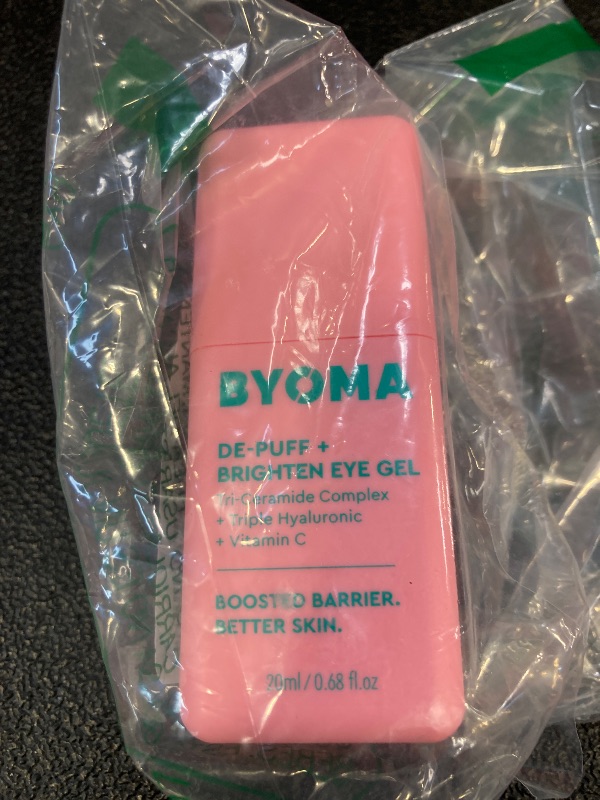 BYOMA
DE-PUFF +
BRIGHTEN EYE GEL
Tri-Ceramide Complex
+ Triple Hyaluronic
+ Vitamin C
BOOSTED BARRIER.
BETTER SKIN.
20ml / 0.68 fl.oz